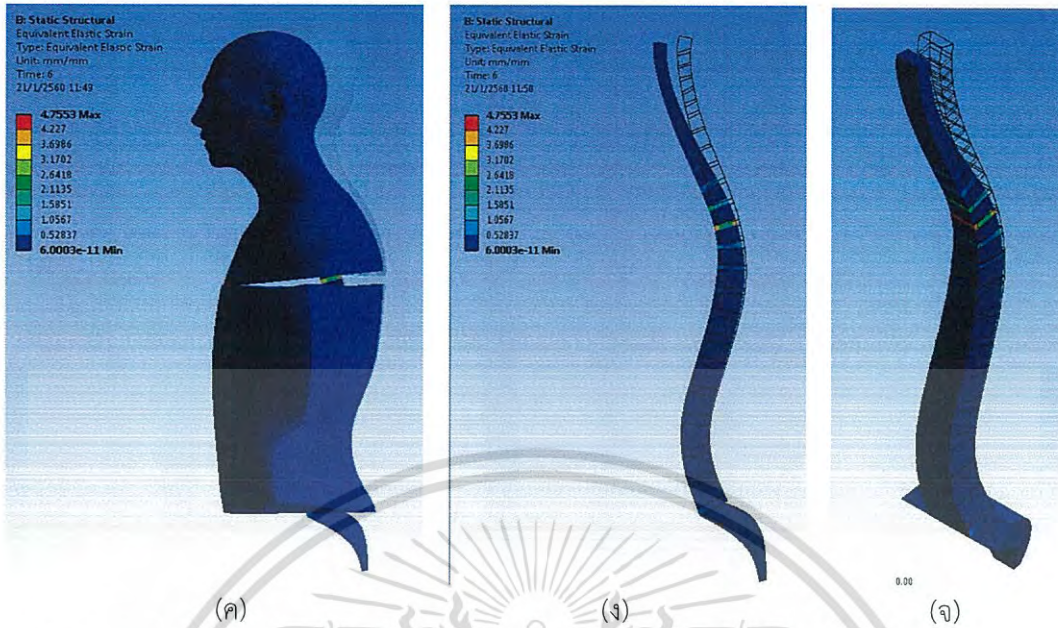 B: Static Structural
Equivalent Elastic Strain
Type: Equivalent Elastic Strain
Unit: mm/mm
Time: 6
21/1/2560 11:49
4.7553 Max
4.227
3.6986
3.1702
2.6418
2.1135
1.5851
1.0567
0.52837
6.0003e-11 Min
B: Static Structural
Equivalent Elastic Strain
Type: Equivalent Elastic Strain
Unit: mm/mm
Time: 6
21/1/2560 11:50
4.7553 Max
4.227
3.6986
3.1702
2.6418
2.1135
1.5851
1.0567
0.52837
6.0003e-11 Min
0.00
(ค)
(ง)
(จ)